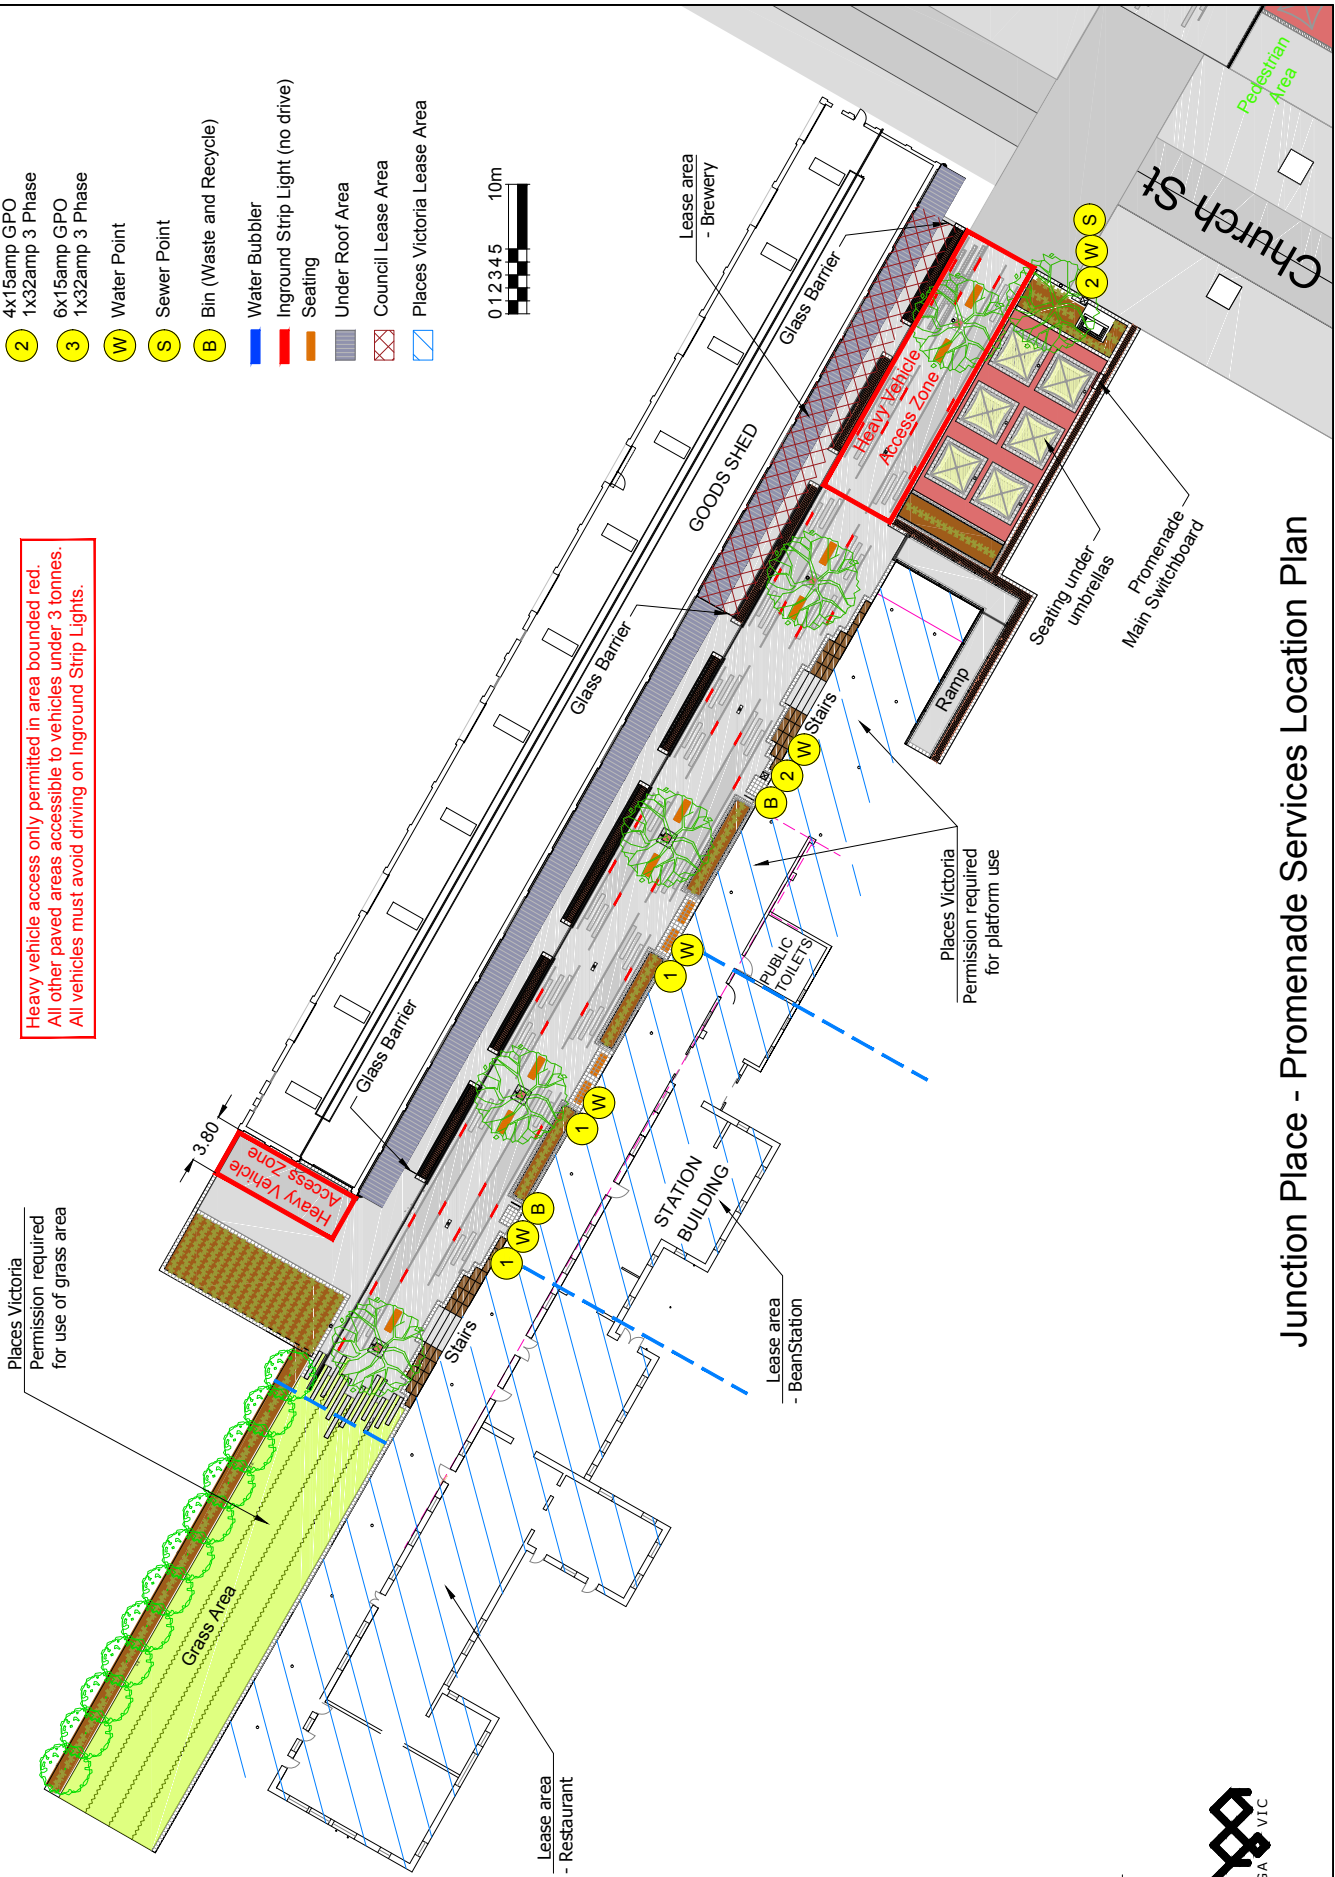 4x15amp GPO
2
1x32amp 3 Phase
6x15amp GPO
3
1x32amp 3 Phase
W
Water Point
S
Sewer Point
B
Bin (Waste and Recycle)
Water Bubbler
Inground Strip Light (no drive)
Seating
Under Roof Area
Council Lease Area
Places Victoria Lease Area
0 1 2 3 4 5 10m
Heavy vehicle access only permitted in area bounded red.
All other paved areas accessible to vehicles under 3 tonnes.
All vehicles must avoid driving on Inground Strip Lights.
Places Victoria
Permission required
for use of grass area
3.80
Heavy Vehicle
Access Zone
Grass Area
Glass Barrier
Glass Barrier
Glass Barrier
GOODS SHED
Lease area
- Brewery
Heavy Vehicle
Access Zone
Pedestrian
Area
Church St
2
W
S
Seating under
umbrellas
Promenade
Main Switchboard
Ramp
Stairs
B
2
W
Places Victoria
Permission required
for platform use
PUBLIC
TOILETS
1
W
1
W
STATION
BUILDING
1
W
B
Stairs
Lease area
- BeanStation
Lease area
- Restaurant
Junction Place - Promenade Services Location Plan
VIC